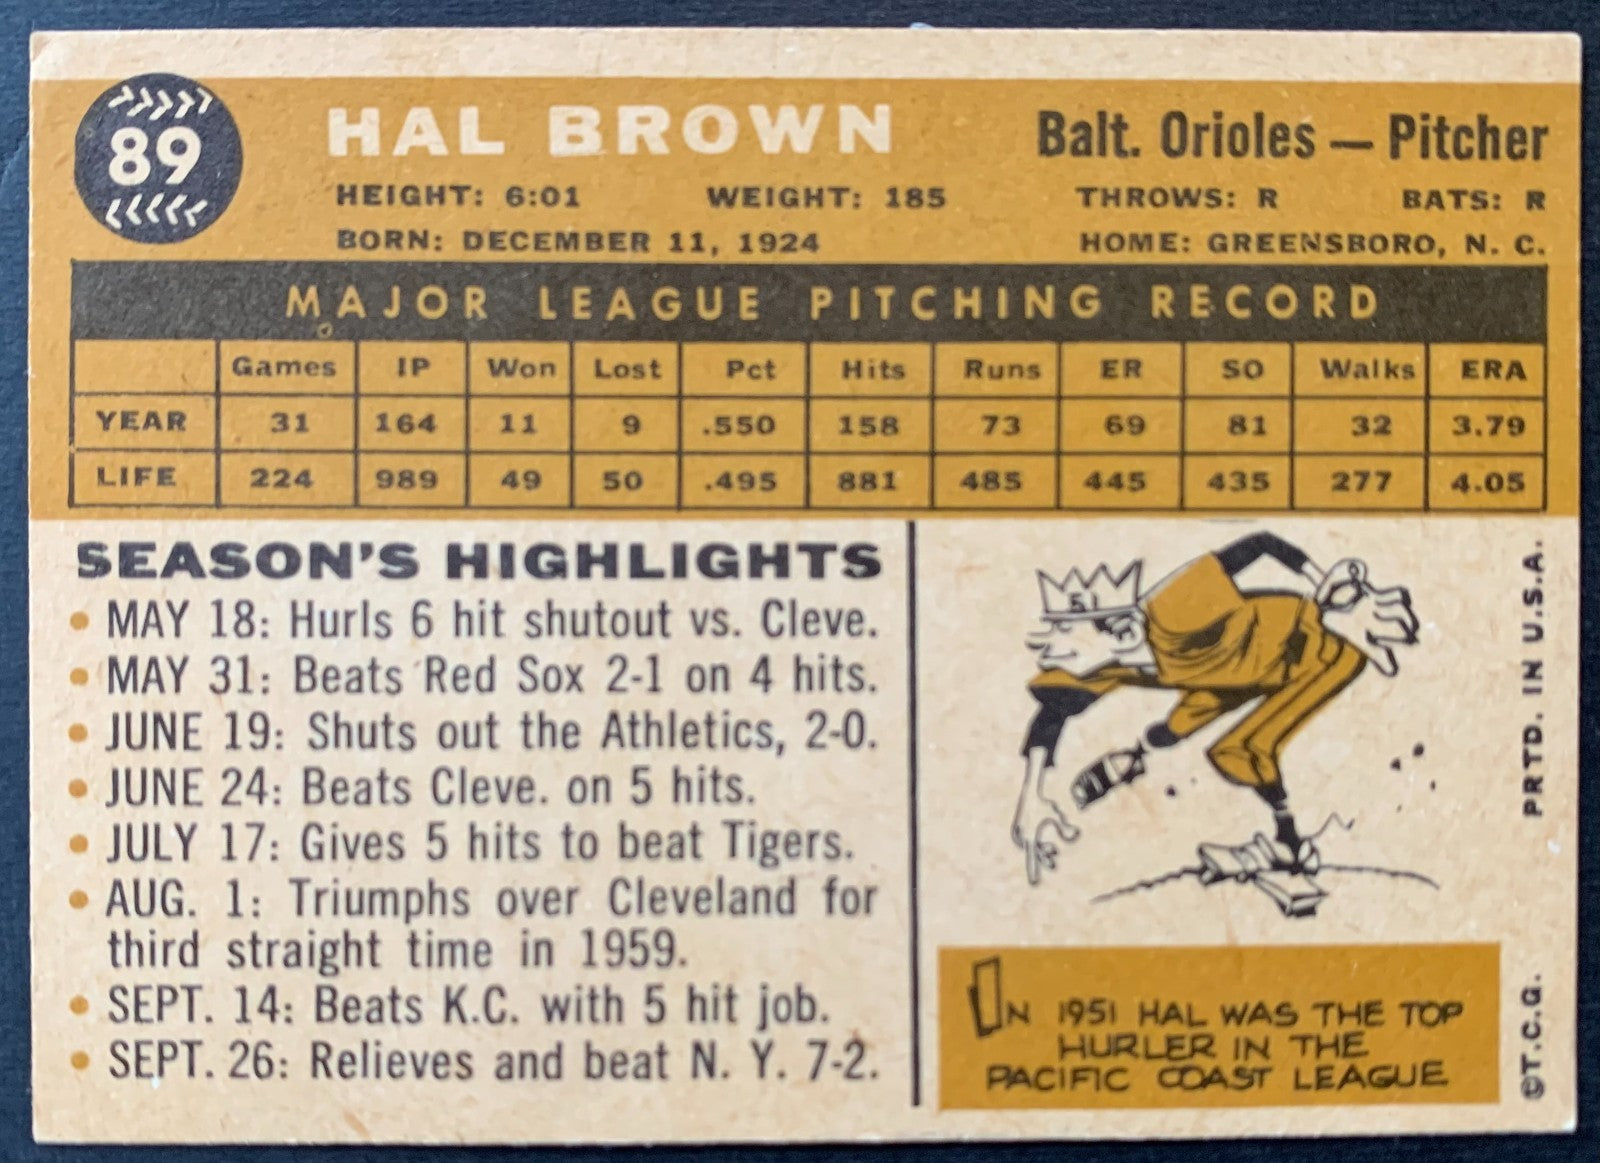 89
HAL BROWN
Balt. Orioles — Pitcher
HEIGHT: 6:01 WEIGHT: 185 THROWS: R BATS: R
BORN: DECEMBER 11, 1924 HOME: GREENSBORO, N. C.
MAJOR LEAGUE PITCHING RECORD
Games IP Won Lost Pct Hits Runs ER SO Walks ERA
YEAR 31 164 11 9 .550 158 73 69 81 32 3.79
LIFE 224 989 49 50 .495 881 485 445 435 277 4.05
SEASON'S HIGHLIGHTS
• MAY 18: Hurls 6 hit shutout vs. Cleve.
• MAY 31: Beats Red Sox 2-1 on 4 hits.
• JUNE 19: Shuts out the Athletics, 2-0.
• JUNE 24: Beats Cleve. on 5 hits.
• JULY 17: Gives 5 hits to beat Tigers.
• AUG. 1: Triumphs over Cleveland for
third straight time in 1959.
• SEPT. 14: Beats K.C. with 5 hit job.
• SEPT. 26: Relieves and beat N. Y. 7-2.
51
IN 1951 HAL WAS THE TOP
HURLER IN THE
PACIFIC COAST LEAGUE
©T.C.G. PRTD. IN U.S.A.